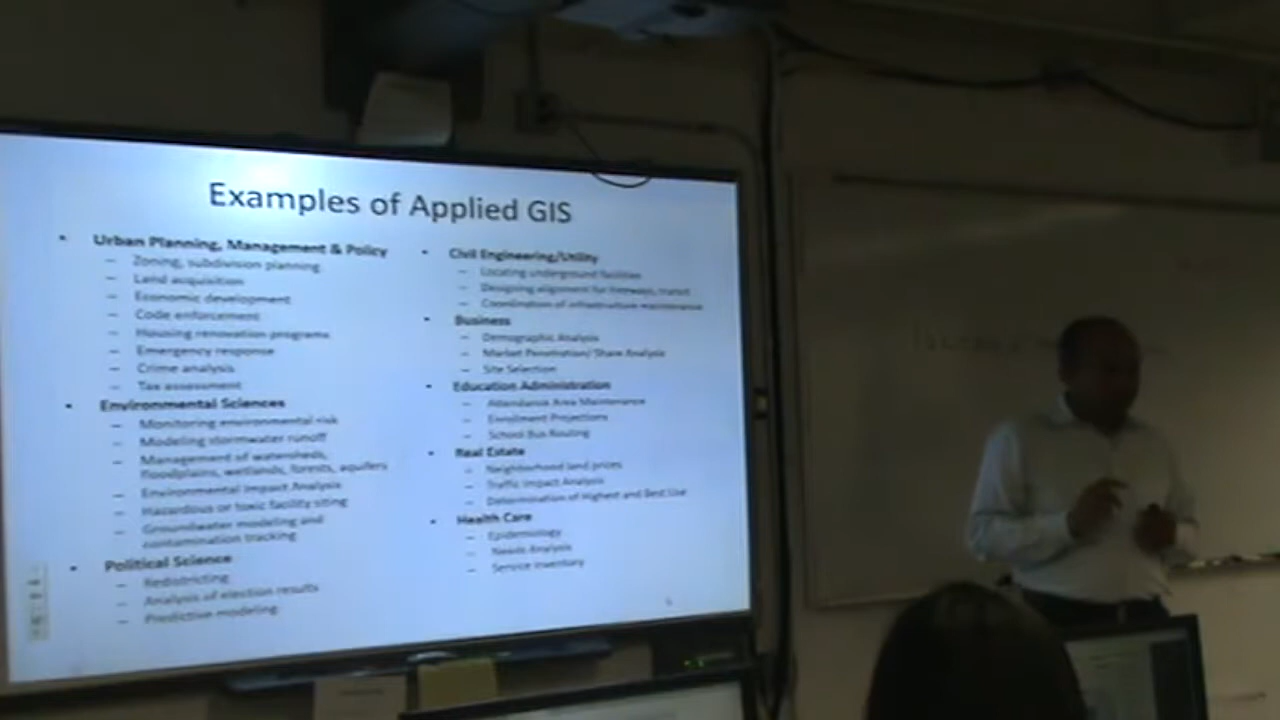 Examples of Applied GIS
• Urban Planning, Management & Policy
– Zoning, subdivision planning
– Land acquisition
– Economic development
– Code enforcement
– Housing renovation programs
– Emergency response
– Crime analysis
– Tax assessment
• Environmental Sciences
– Monitoring environmental risk
– Modeling stormwater runoff
– Management of watersheds,
floodplains, wetlands, forests, aquifers
– Environmental Impact Analysis
– Hazardous or toxic facility siting
– Groundwater modeling and
contamination tracking
• Political Science
– Redistricting
– Analysis of election results
– Predictive modeling
• Civil Engineering/Utility
– Locating underground facilities
– Designing alignment for freeways, transit
– Coordination of infrastructure maintenance
• Business
– Demographic Analysis
– Market Penetration/ Share Analysis
– Site Selection
• Education Administration
– Attendance Area Maintenance
– Enrollment Projections
– School Bus Routing
• Real Estate
– Neighborhood land prices
– Traffic Impact Analysis
– Determination of Highest and Best Use
• Health Care
– Epidemiology
– Needs Analysis
– Service Inventory